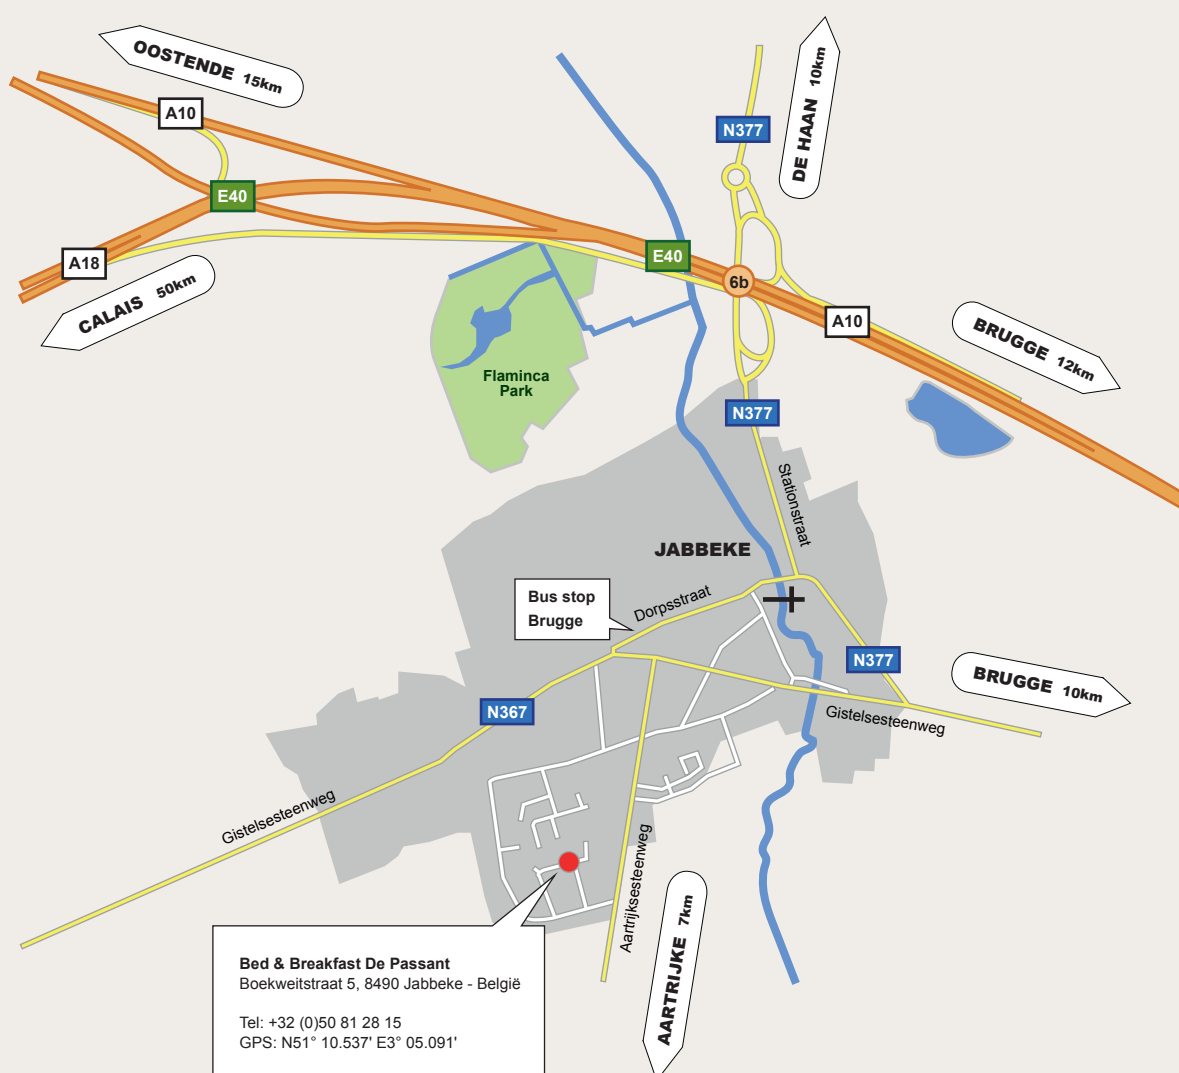 OOSTENDE 15km
DE HAAN 10km
A10
N377
E40
E40
A18
6b
CALAIS 50km
A10
BRUGGE 12km
Flaminca
Park
N377
Stationstraat
JABBEKE
Bus stop
Brugge
Dorpsstraat
N377
BRUGGE 10km
N367
Gistelsesteenweg
Gistelsesteenweg
Aartrijksesteenweg
AARTRIJKE 7km
Bed & Breakfast De Passant
Boekweitstraat 5, 8490 Jabbeke - België
Tel: +32 (0)50 81 28 15
GPS: N51° 10.537' E3° 05.091'